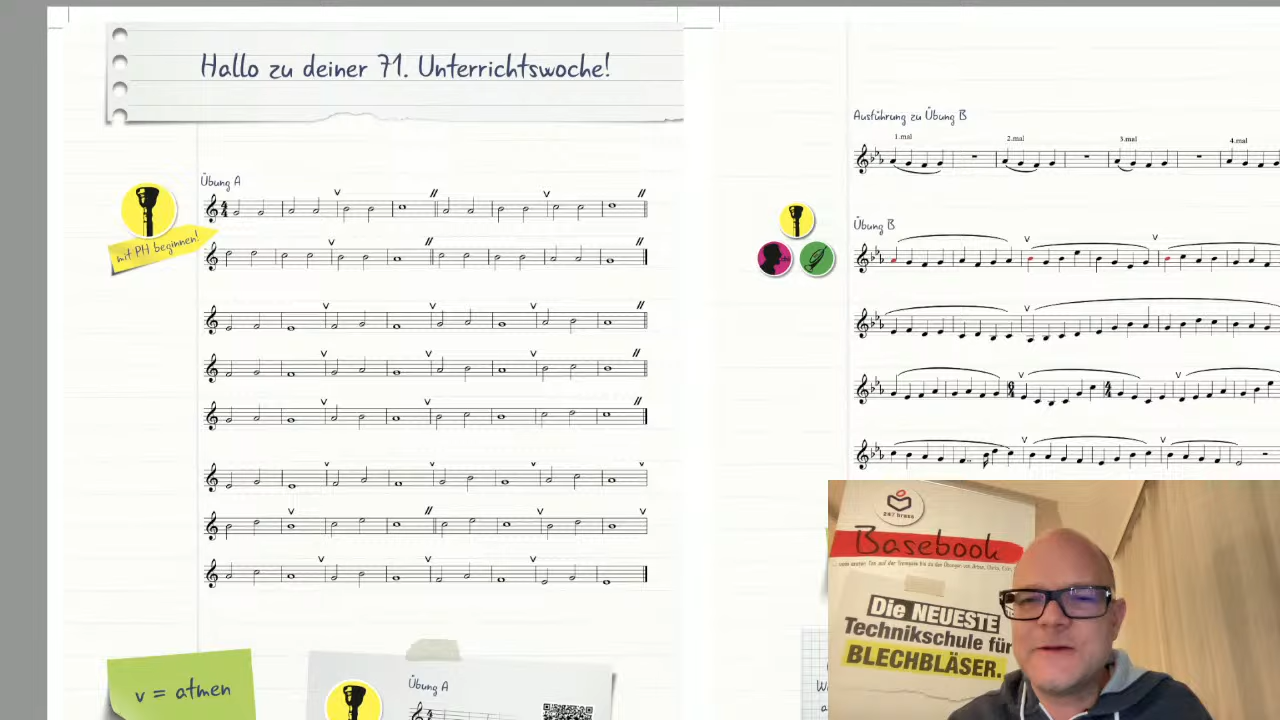 Hallo zu deiner 71. Unterrichtswoche!
Übung A
mit PH beginnen!
v = atmen
Übung A
Ausführung zu Übung B
1.mal
2.mal
3.mal
4.mal
Übung B
Basebook
Die NEUESTE
Technikschule für
BLECHBLÄSER.